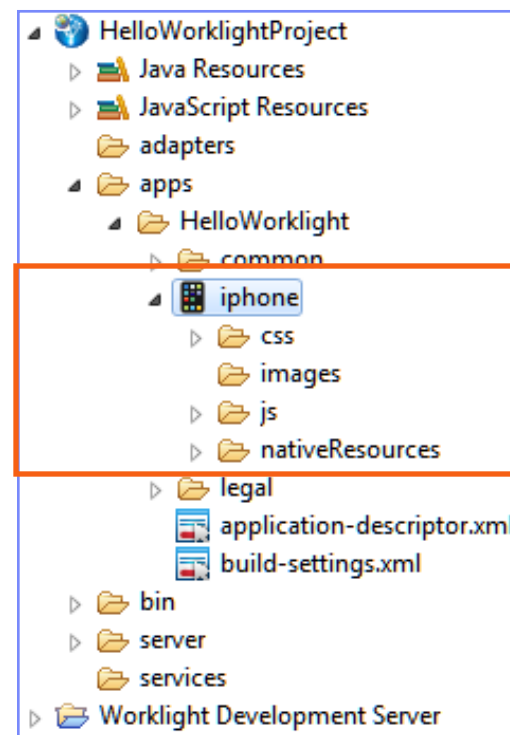 HelloWorklightProject
Java Resources
JavaScript Resources
adapters
apps
HelloWorklight
common
iphone
css
images
js
nativeResources
legal
application-descriptor.xml
build-settings.xml
bin
server
services
Worklight Development Server